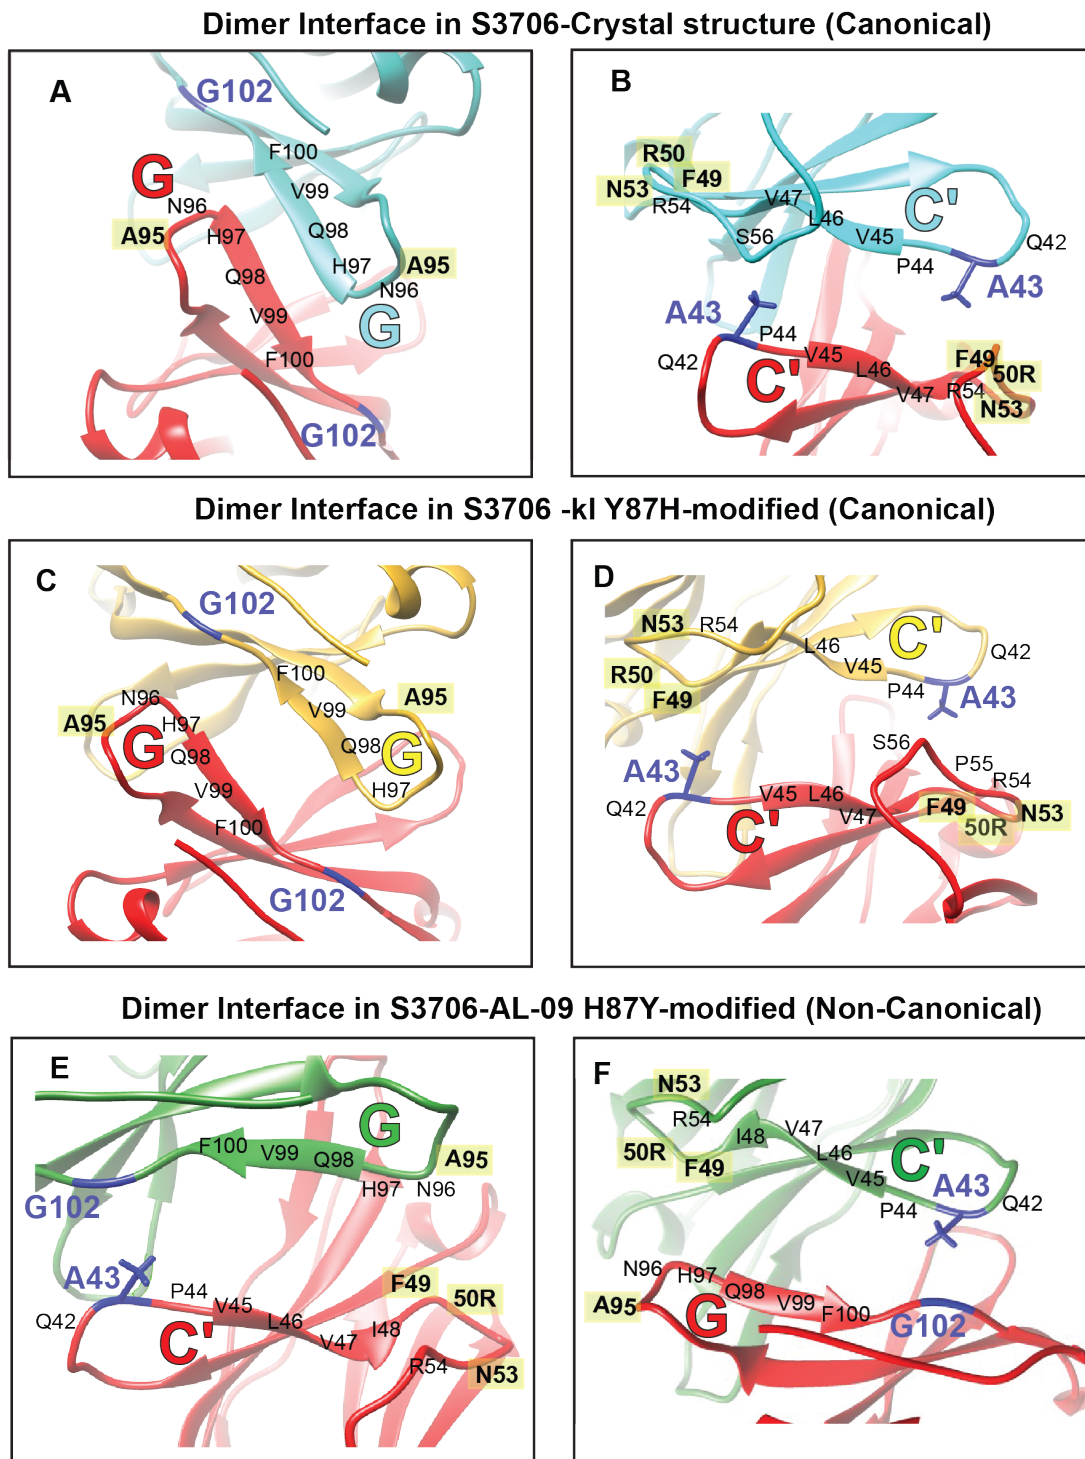 Dimer Interface in S3706-Crystal structure (Canonical)
A
G102
F100
G
V99
N96
A95
H97
Q98
A95
Q98
H97
N96
V99
G
F100
G102
B
R50
N53
F49
R54
V47
L46
C'
S56
V45
Q42
P44
A43
A43
P44
Q42
V45
L46
F49
50R
C'
V47
R54
N53
Dimer Interface in S3706 -kI Y87H-modified (Canonical)
C
G102
F100
N96
A95
V99
A95
H97
G
Q98
Q98
G
H97
V99
F100
G102
D
N53
R54
L46
C'
Q42
R50
V45
F49
P44
A43
S56
A43
P55
R54
Q42
V45
L46
V47
F49
N53
C'
50R
Dimer Interface in S3706-AL-09 H87Y-modified (Non-Canonical)
E
G
F100
V99
Q98
A95
H97
N96
G102
A43
P44
F49
50R
Q42
V45
L46
V47
I48
C'
R54
N53
F
N53
R54
I48
V47
50R
F49
L46
C'
V45
A43
P44
Q42
N96
H97
Q98
A95
V99
F100
G
G102